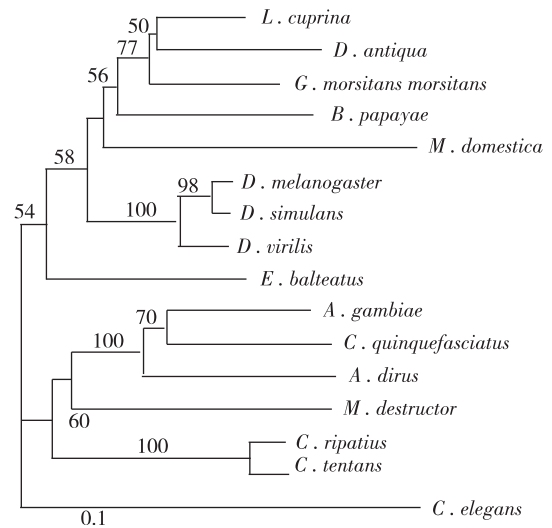 50
L . cuprina
77
D . antiqua
G . morsitans morsitans
56
B . papayae
M . domestica
58
98
D . melanogaster
100
D . simulans
54
D . virilis
E . balteatus
70
A . gambiae
100
C . quinquefasciatus
A . dirus
M . destructor
60
100
C . ripatius
C . tentans
C . elegans
0.1